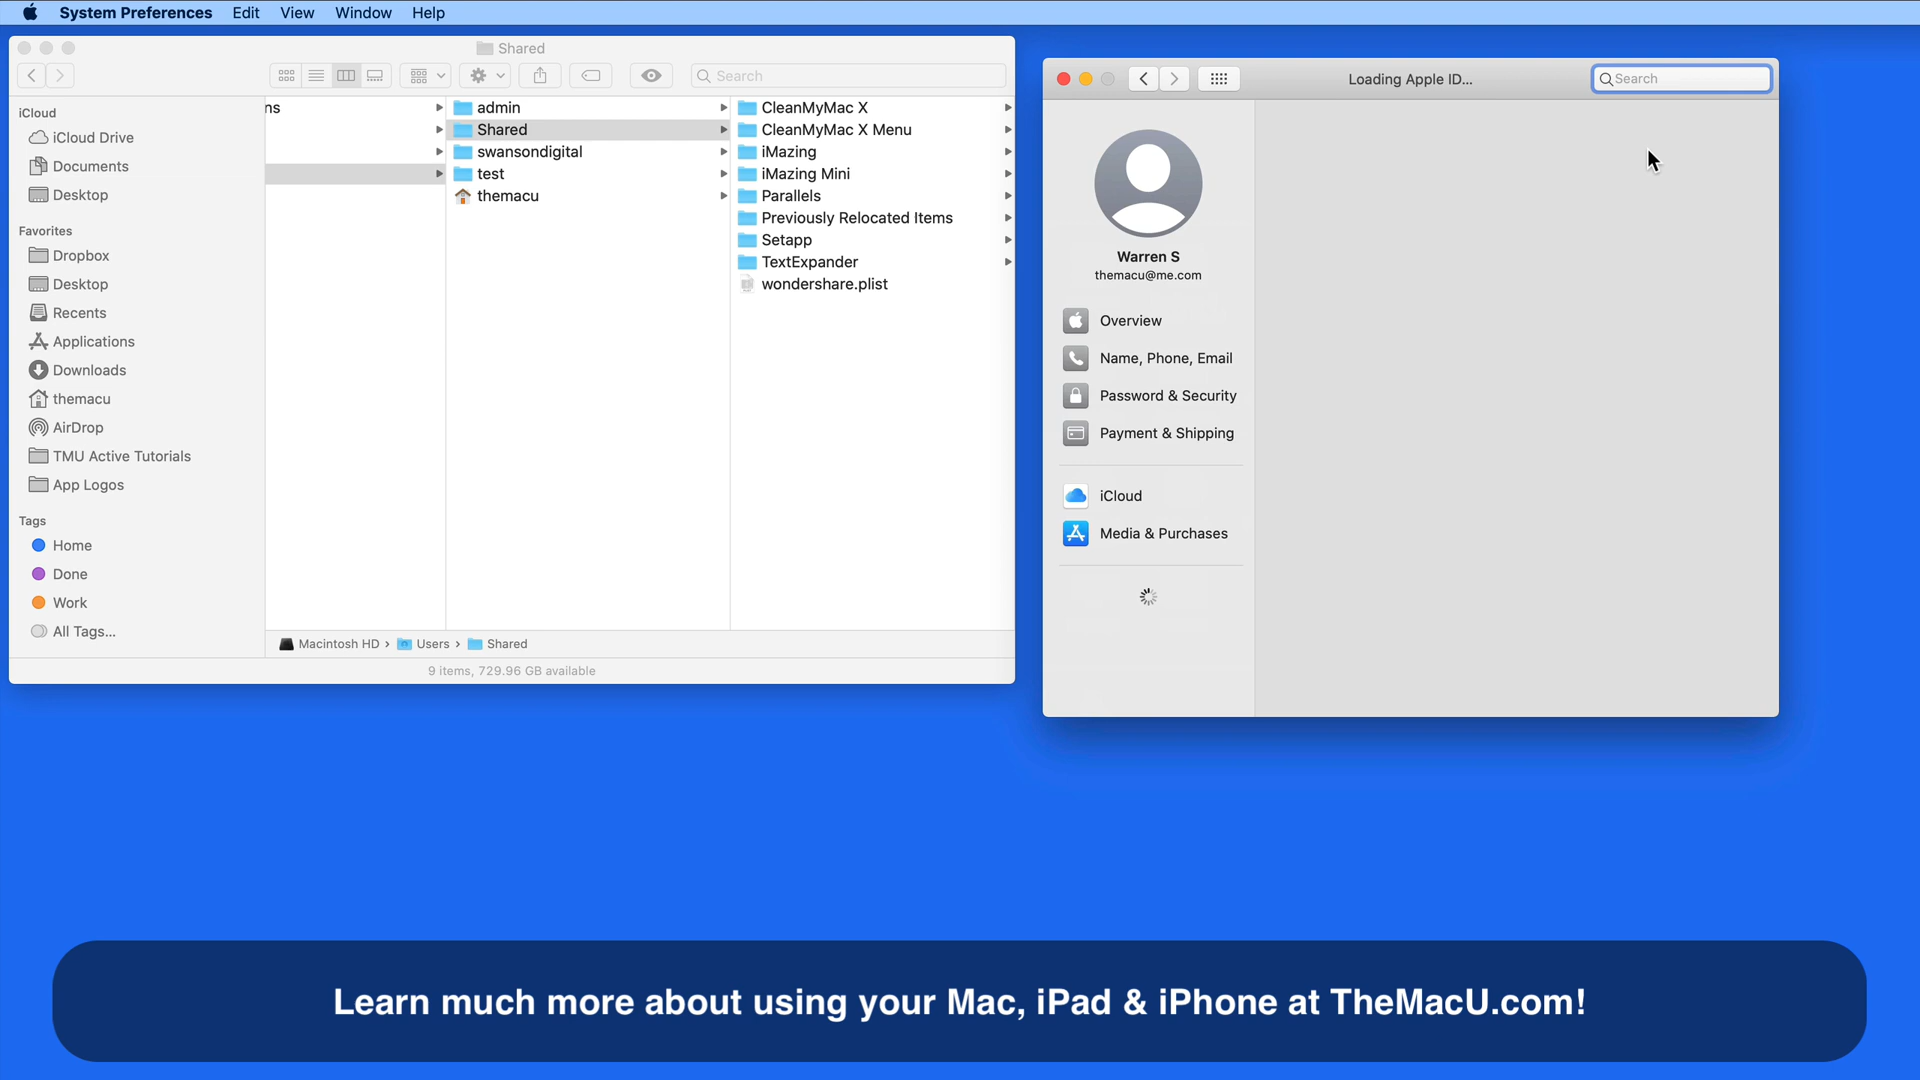 System Preferences Edit View Window Help
Shared
Search
iCloud
iCloud Drive
Documents
Desktop
Favorites
Dropbox
Desktop
Recents
Applications
Downloads
themacu
AirDrop
TMU Active Tutorials
App Logos
Tags
Home
Done
Work
All Tags...
ns
admin
Shared
swansondigital
test
themacu
CleanMyMac X
CleanMyMac X Menu
iMazing
iMazing Mini
Parallels
Previously Relocated Items
Setapp
TextExpander
wondershare.plist
Macintosh HD › Users › Shared
9 items, 729.96 GB available
Loading Apple ID...
Search
Warren S
themacu@me.com
Overview
Name, Phone, Email
Password & Security
Payment & Shipping
iCloud
Media & Purchases
Learn much more about using your Mac, iPad & iPhone at TheMacU.com!